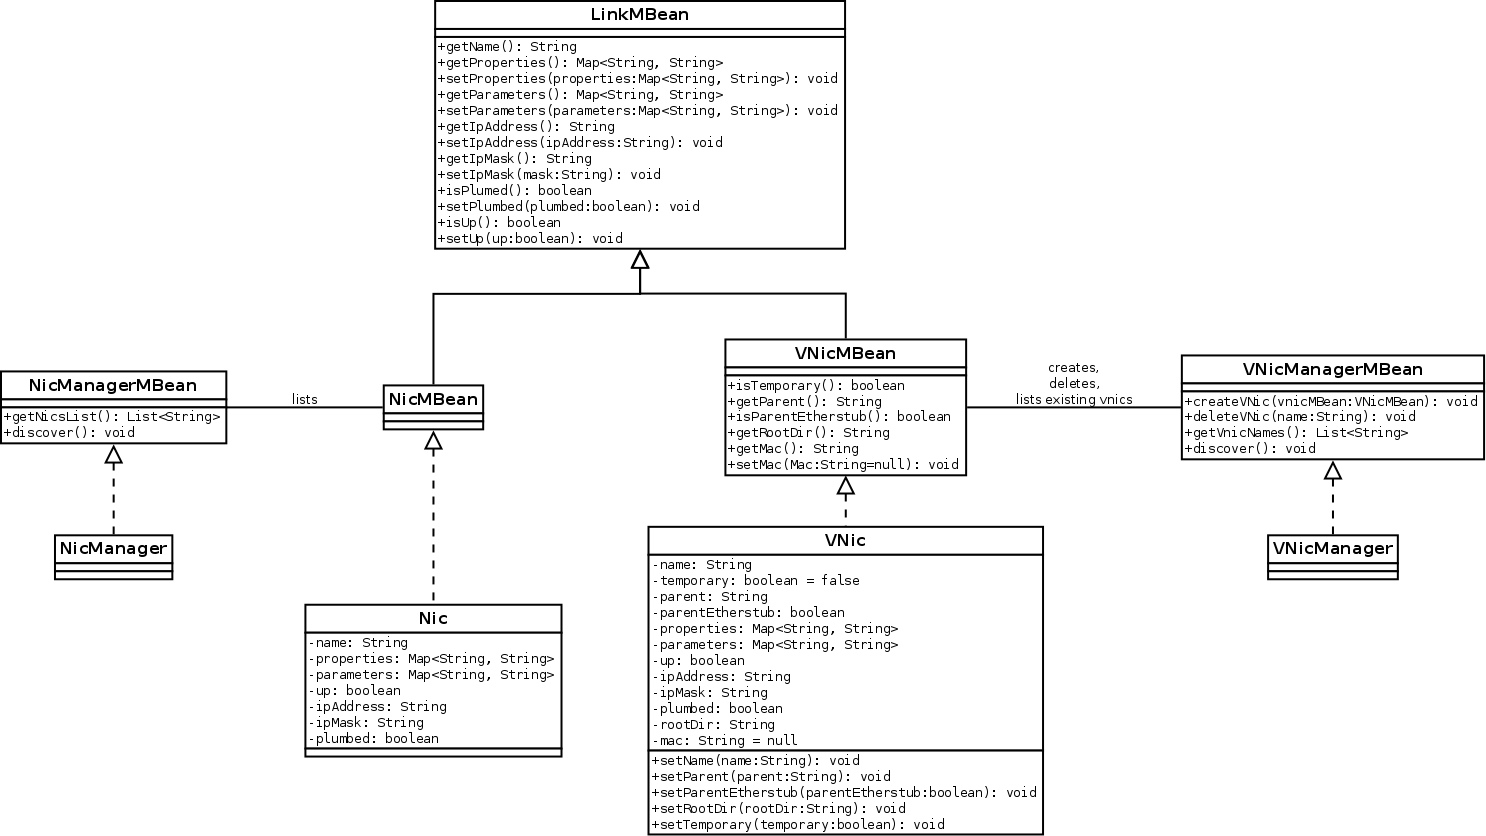 LinkMBean
+getName(): String
+getProperties(): Map<String, String>
+setProperties(properties:Map<String, String>): void
+getParameters(): Map<String, String>
+setParameters(parameters:Map<String, String>): void
+getIpAddress(): String
+setIpAddress(ipAddress:String): void
+getIpMask(): String
+setIpMask(mask:String): void
+isPlumed(): boolean
+setPlumbed(plumbed:boolean): void
+isUp(): boolean
+setUp(up:boolean): void
NicManagerMBean
+getNicsList(): List<String>
+discover(): void
lists
NicMBean
VNicMBean
+isTemporary(): boolean
+getParent(): String
+isParentEtherstub(): boolean
+getRootDir(): String
+getMac(): String
+setMac(Mac:String=null): void
creates,
deletes,
lists existing vnics
VNicManagerMBean
+createVNic(vnicMBean:VNicMBean): void
+deleteVNic(name:String): void
+getVnicNames(): List<String>
+discover(): void
NicManager
Nic
-name: String
-properties: Map<String, String>
-parameters: Map<String, String>
-up: boolean
-ipAddress: String
-ipMask: String
-plumbed: boolean
VNic
-name: String
-temporary: boolean = false
-parent: String
-parentEtherstub: boolean
-properties: Map<String, String>
-parameters: Map<String, String>
-up: boolean
-ipAddress: String
-ipMask: String
-plumbed: boolean
-rootDir: String
-mac: String = null
+setName(name:String): void
+setParent(parent:String): void
+setParentEtherstub(parentEtherstub:boolean): void
+setRootDir(rootDir:String): void
+setTemporary(temporary:boolean): void
VNicManager